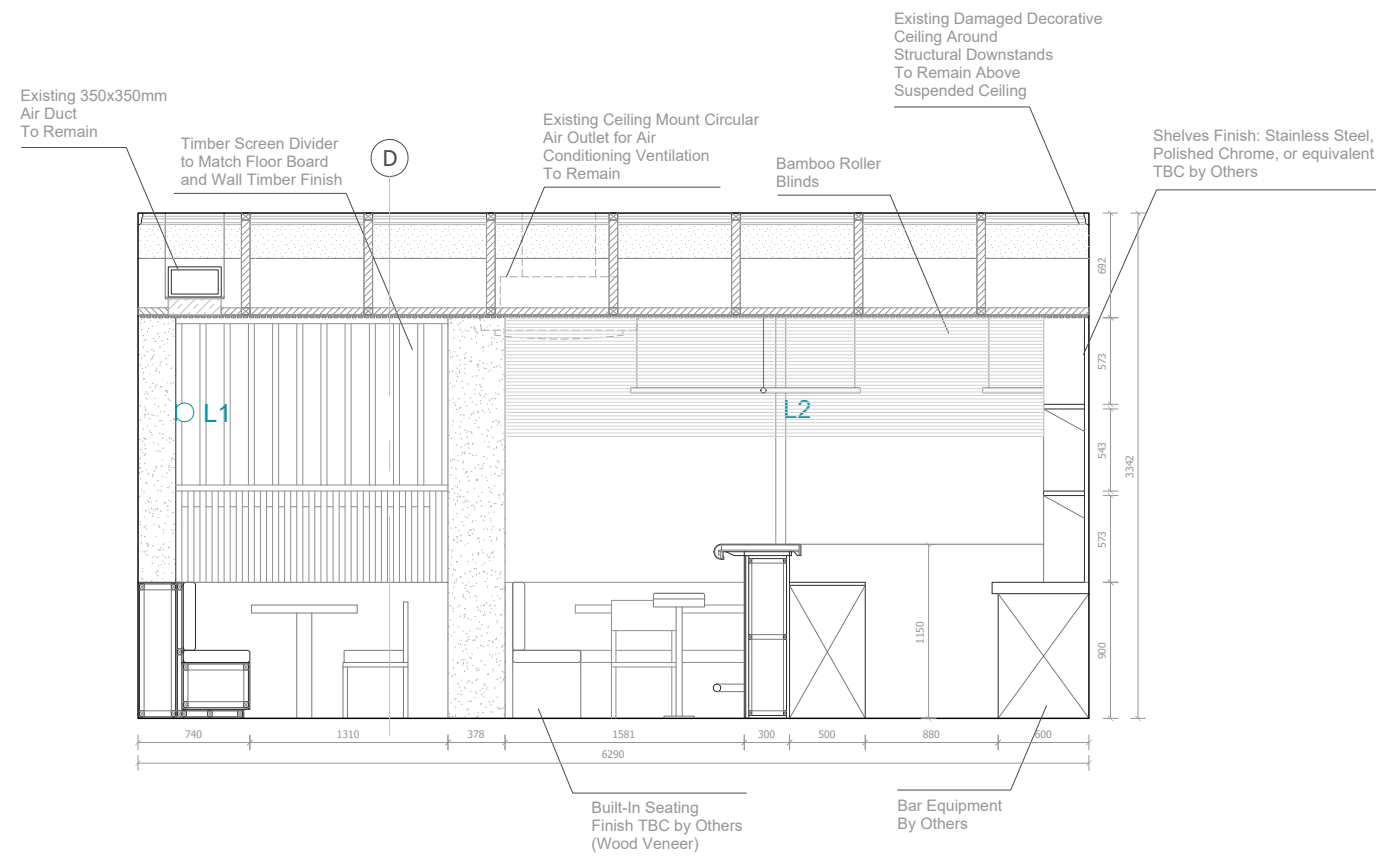 Existing Damaged Decorative
Ceiling Around
Structural Downstands
To Remain Above
Suspended Ceiling
Existing 350x350mm
Air Duct
To Remain
Timber Screen Divider
to Match Floor Board
and Wall Timber Finish
D
Existing Ceiling Mount Circular
Air Outlet for Air
Conditioning Ventilation
To Remain
Bamboo Roller
Blinds
Shelves Finish: Stainless Steel,
Polished Chrome, or equivalent
TBC by Others
692
573
L1
L2
543
3342
573
1150
900
740
1310
378
1581
300
500
880
600
6290
Built-In Seating
Finish TBC by Others
(Wood Veneer)
Bar Equipment
By Others